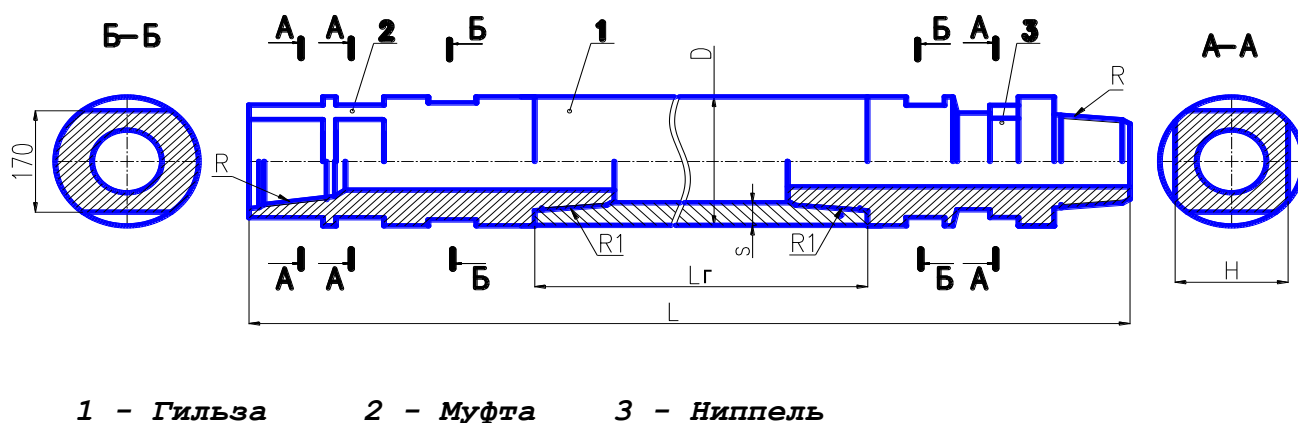 Б–Б
А А 2 Б 1 D Б А 3 А–А
R
170
R
R1 s R1
Н
А А Б Lг Б А
L
1 - Гильза 2 - Муфта 3 - Ниппель